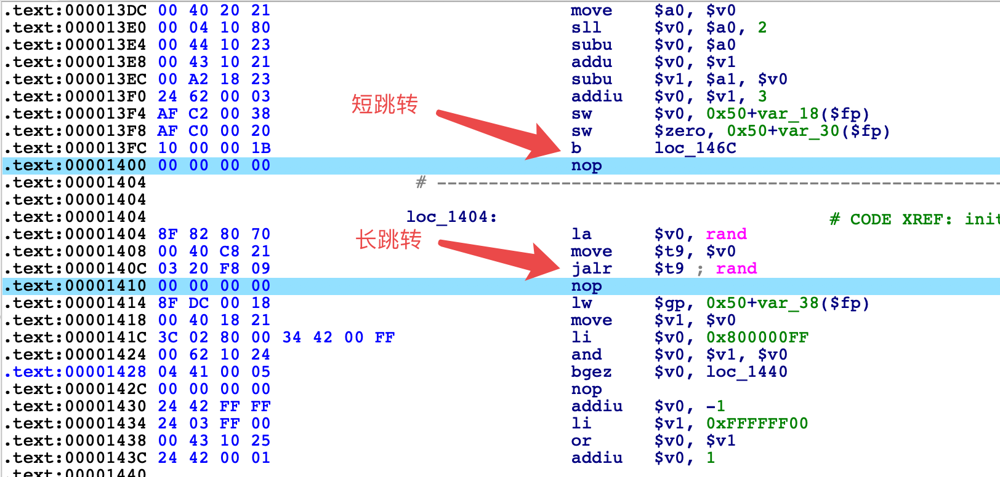 .text:000013DC 00 40 20 21 move $a0, $v0
.text:000013E0 00 04 10 80 sll $v0, $a0, 2
.text:000013E4 00 44 10 23 subu $v0, $a0
.text:000013E8 00 43 10 21 addu $v0, $v1
.text:000013EC 00 A2 18 23 subu $v1, $a1, $v0
.text:000013F0 24 62 00 03 addiu $v0, $v1, 3
短跳转
.text:000013F4 AF C2 00 38 sw $v0, 0x50+var_18($fp)
.text:000013F8 AF C0 00 20 sw $zero, 0x50+var_30($fp)
.text:000013FC 10 00 00 1B b loc_146C
.text:00001400 00 00 00 00 nop
.text:00001404 # ------------------------------------------------------
.text:00001404
.text:00001404 loc_1404: # CODE XREF: init
.text:00001404 8F 82 80 70 la $v0, rand
长跳转
.text:00001408 00 40 C8 21 move $t9, $v0
.text:0000140C 03 20 F8 09 jalr $t9 ; rand
.text:00001410 00 00 00 00 nop
.text:00001414 8F DC 00 18 lw $gp, 0x50+var_38($fp)
.text:00001418 00 40 18 21 move $v1, $v0
.text:0000141C 3C 02 80 00 34 42 00 FF li $v0, 0x800000FF
.text:00001424 00 62 10 24 and $v0, $v1, $v0
.text:00001428 04 41 00 05 bgez $v0, loc_1440
.text:0000142C 00 00 00 00 nop
.text:00001430 24 42 FF FF addiu $v0, -1
.text:00001434 24 03 FF 00 li $v1, 0xFFFFFF00
.text:00001438 00 43 10 25 or $v0, $v1
.text:0000143C 24 42 00 01 addiu $v0, 1
.text:00001440